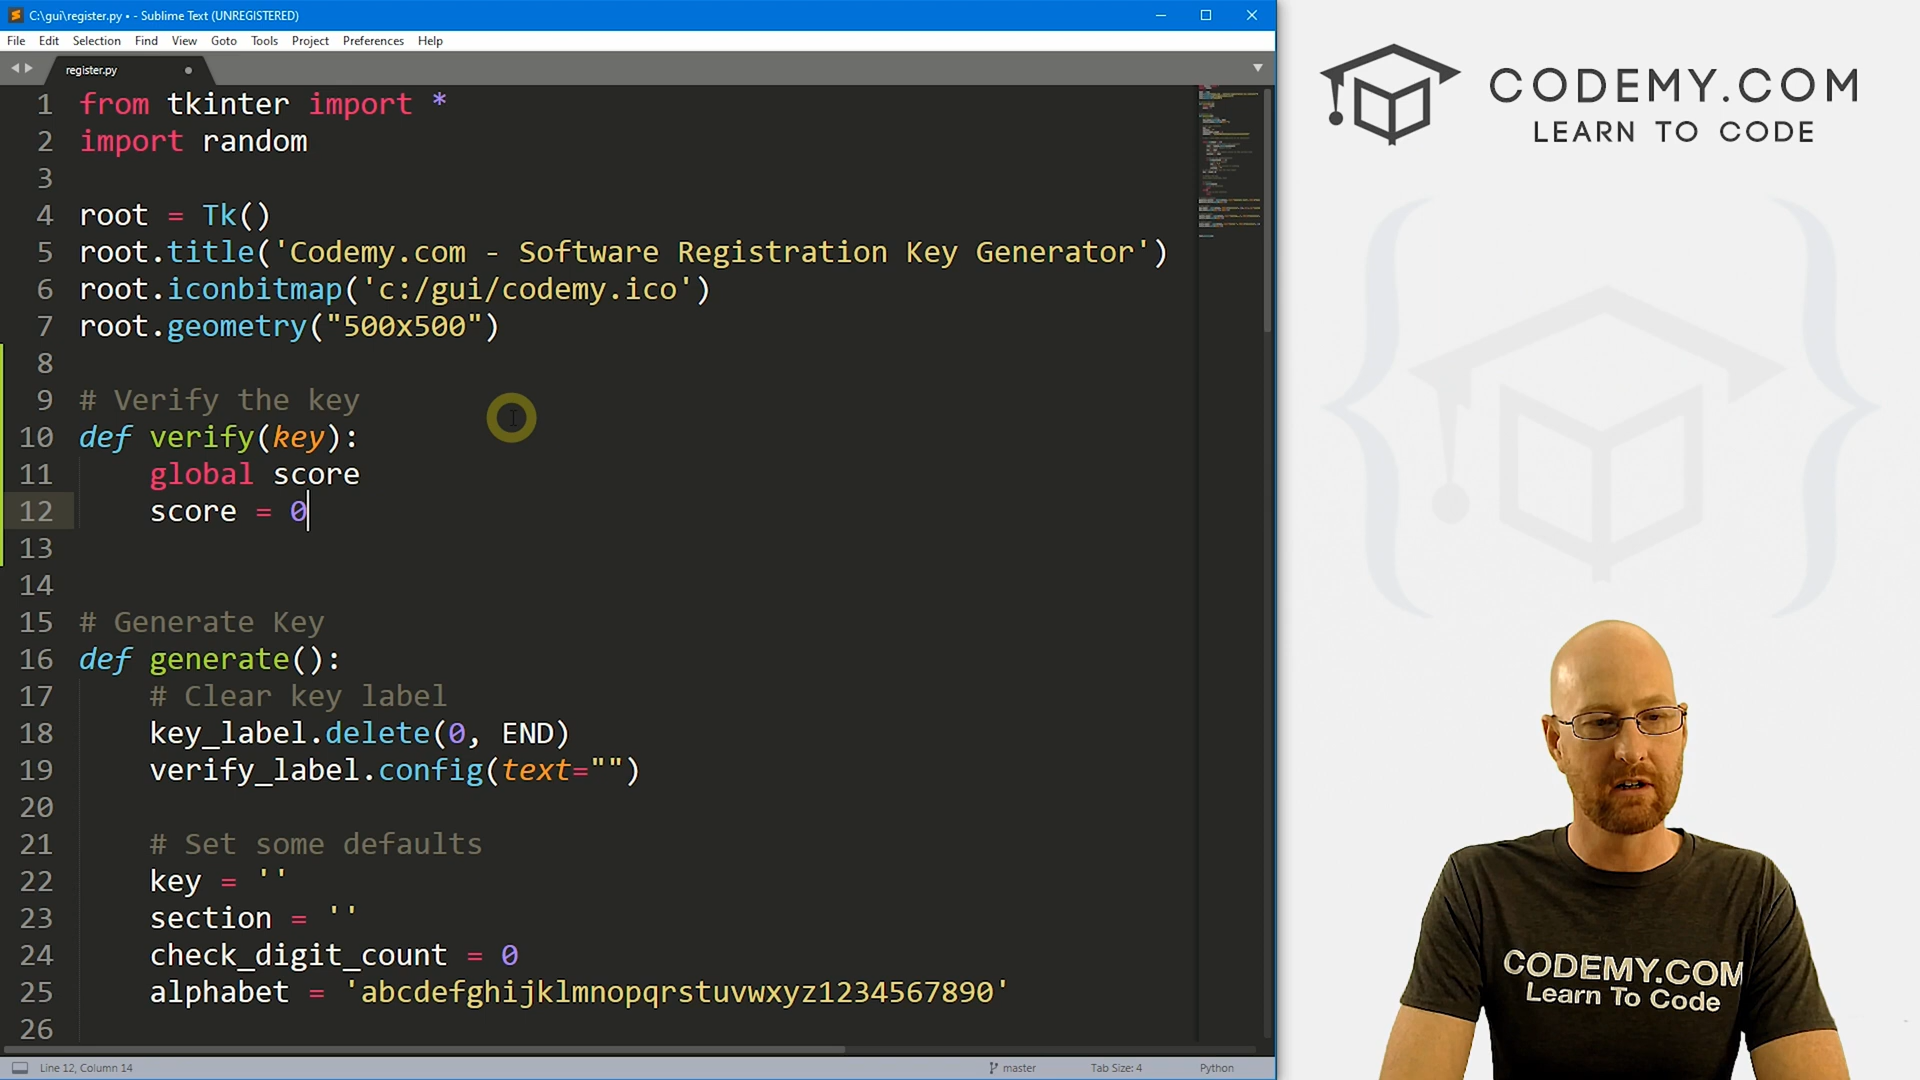 C:\gui\register.py • - Sublime Text (UNREGISTERED)
File Edit Selection Find View Goto Tools Project Preferences Help
register.py
1 from tkinter import *
2 import random
3
4 root = Tk()
5 root.title('Codemy.com - Software Registration Key Generator')
6 root.iconbitmap('c:/gui/codemy.ico')
7 root.geometry("500x500")
8
9 # Verify the key
10 def verify(key):
11 global score
12 score = 0
13
14
15 # Generate Key
16 def generate():
17 # Clear key label
18 key_label.delete(0, END)
19 verify_label.config(text="")
20
21 # Set some defaults
22 key = ''
23 section = ''
24 check_digit_count = 0
25 alphabet = 'abcdefghijklmnopqrstuvwxyz1234567890'
26
Line 12, Column 14 master Tab Size: 4 Python
CODEMY.COM
LEARN TO CODE
CODEMY.COM
Learn To Code